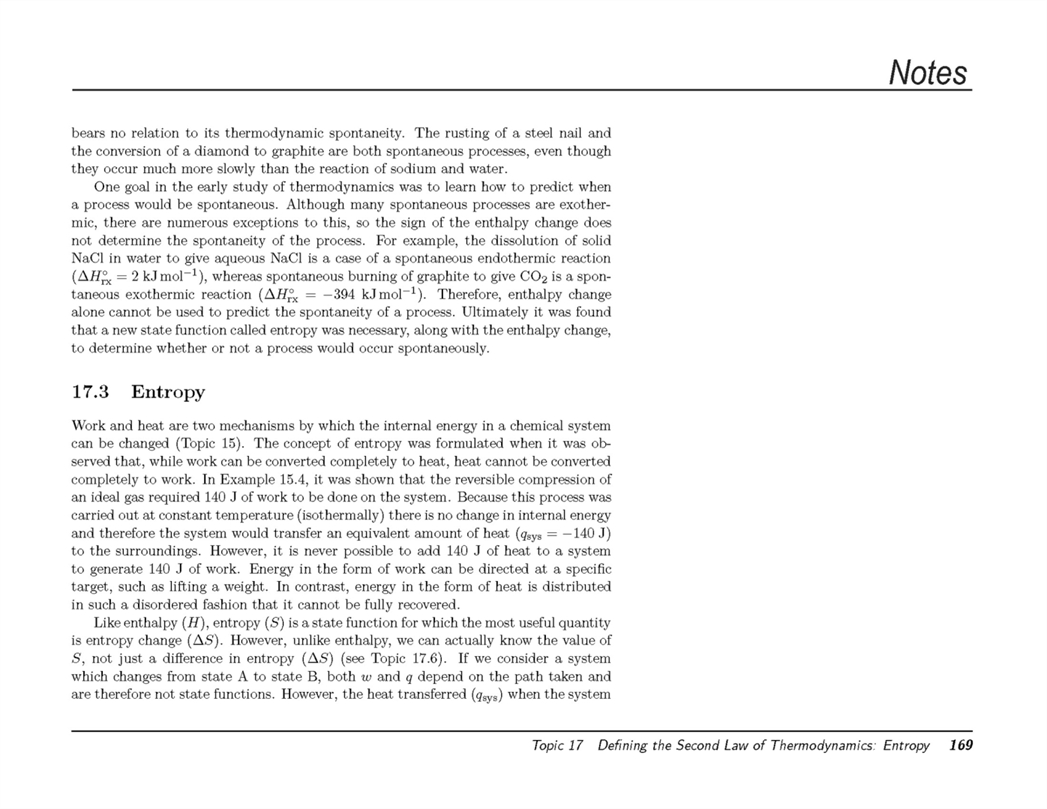 Notes
bears no relation to its thermodynamic spontaneity. The rusting of a steel nail and
the conversion of a diamond to graphite are both spontaneous processes, even though
they occur much more slowly than the reaction of sodium and water.
One goal in the early study of thermodynamics was to learn how to predict when
a process would be spontaneous. Although many spontaneous processes are exother-
mic, there are numerous exceptions to this, so the sign of the enthalpy change does
not determine the spontaneity of the process. For example, the dissolution of solid
NaCl in water to give aqueous NaCl is a case of a spontaneous endothermic reaction
(ΔH°rx = 2 kJ mol⁻¹), whereas spontaneous burning of graphite to give CO₂ is a spon-
taneous exothermic reaction (ΔH°rx = −394 kJ mol⁻¹). Therefore, enthalpy change
alone cannot be used to predict the spontaneity of a process. Ultimately it was found
that a new state function called entropy was necessary, along with the enthalpy change,
to determine whether or not a process would occur spontaneously.
17.3 Entropy
Work and heat are two mechanisms by which the internal energy in a chemical system
can be changed (Topic 15). The concept of entropy was formulated when it was ob-
served that, while work can be converted completely to heat, heat cannot be converted
completely to work. In Example 15.4, it was shown that the reversible compression of
an ideal gas required 140 J of work to be done on the system. Because this process was
carried out at constant temperature (isothermally) there is no change in internal energy
and therefore the system would transfer an equivalent amount of heat (qsys = −140 J)
to the surroundings. However, it is never possible to add 140 J of heat to a system
to generate 140 J of work. Energy in the form of work can be directed at a specific
target, such as lifting a weight. In contrast, energy in the form of heat is distributed
in such a disordered fashion that it cannot be fully recovered.
Like enthalpy (H), entropy (S) is a state function for which the most useful quantity
is entropy change (ΔS). However, unlike enthalpy, we can actually know the value of
S, not just a difference in entropy (ΔS) (see Topic 17.6). If we consider a system
which changes from state A to state B, both w and q depend on the path taken and
are therefore not state functions. However, the heat transferred (qsys) when the system
Topic 17 Defining the Second Law of Thermodynamics: Entropy 169